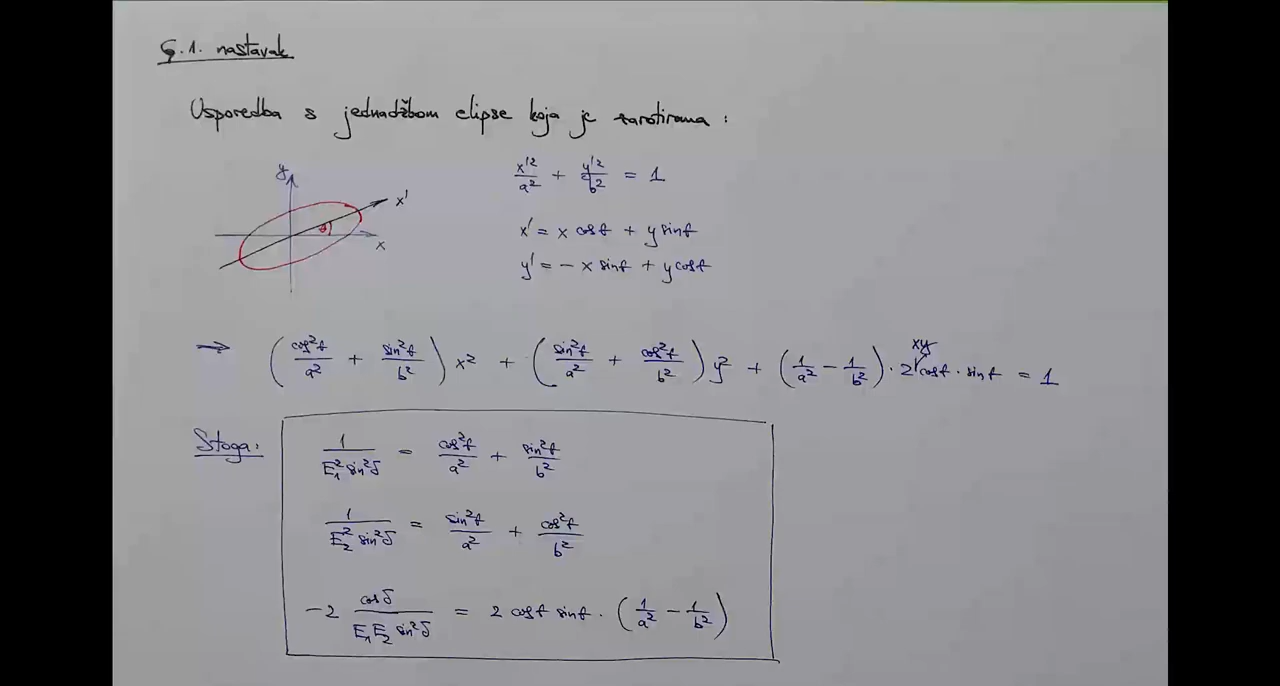 9.1. nastavak
Usporedba s jednadžbom elipse koja je zarotirana :
y x' x ϑ
x'²/a² + y'²/b² = 1
x' = x cosϑ + y sinϑ
y' = - x sinϑ + y cosϑ
→ (cos²ϑ/a² + sin²ϑ/b²) x² + (sin²ϑ/a² + cos²ϑ/b²) y² + (1/a² - 1/b²) · 2 xy cosϑ · sinϑ = 1
Stoga: 1/(E₁² sin²δ) = cos²ϑ/a² + sin²ϑ/b²
1/(E₂² sin²δ) = sin²ϑ/a² + cos²ϑ/b²
-2 cosδ/(E₁E₂ sin²δ) = 2 cosϑ sinϑ · (1/a² - 1/b²)